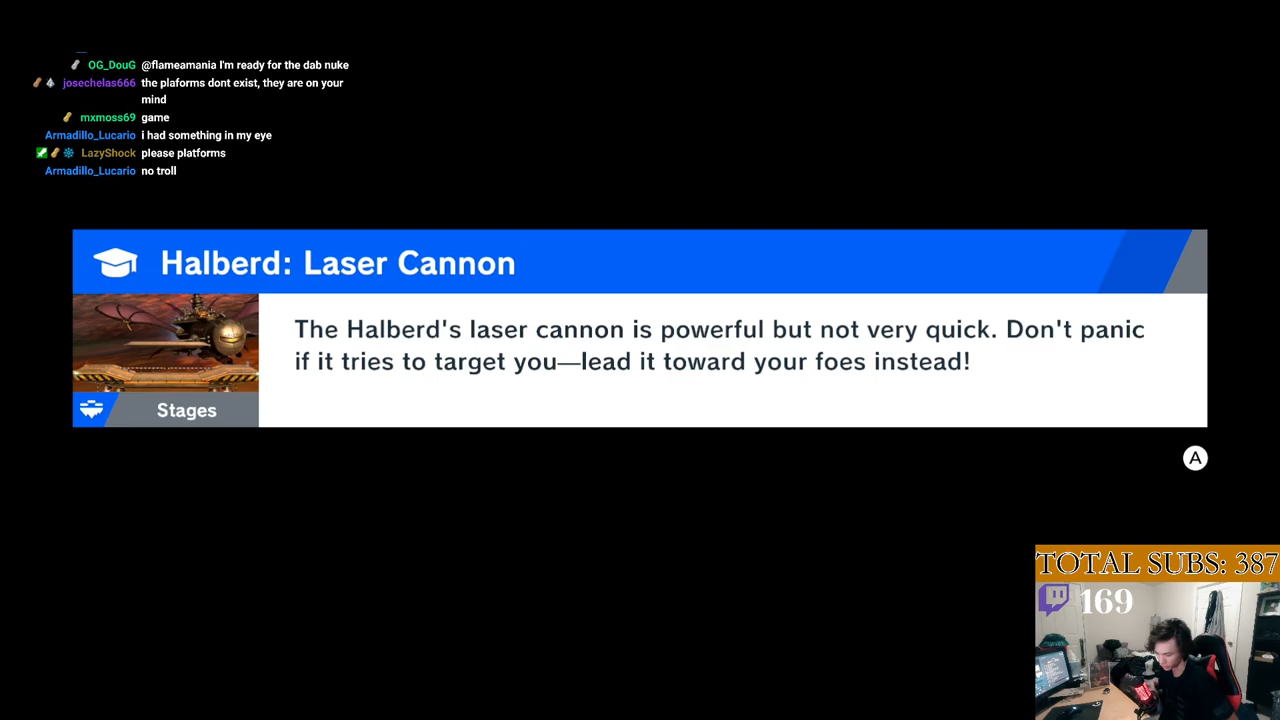 OG_DouG @flameamania I'm ready for the dab nuke
josechelas666 the plaforms dont exist, they are on your
mind
mxmoss69 game
Armadillo_Lucario i had something in my eye
LazyShock please platforms
Armadillo_Lucario no troll
Halberd: Laser Cannon
The Halberd's laser cannon is powerful but not very quick. Don't panic
if it tries to target you—lead it toward your foes instead!
Stages
A
TOTAL SUBS: 387
169